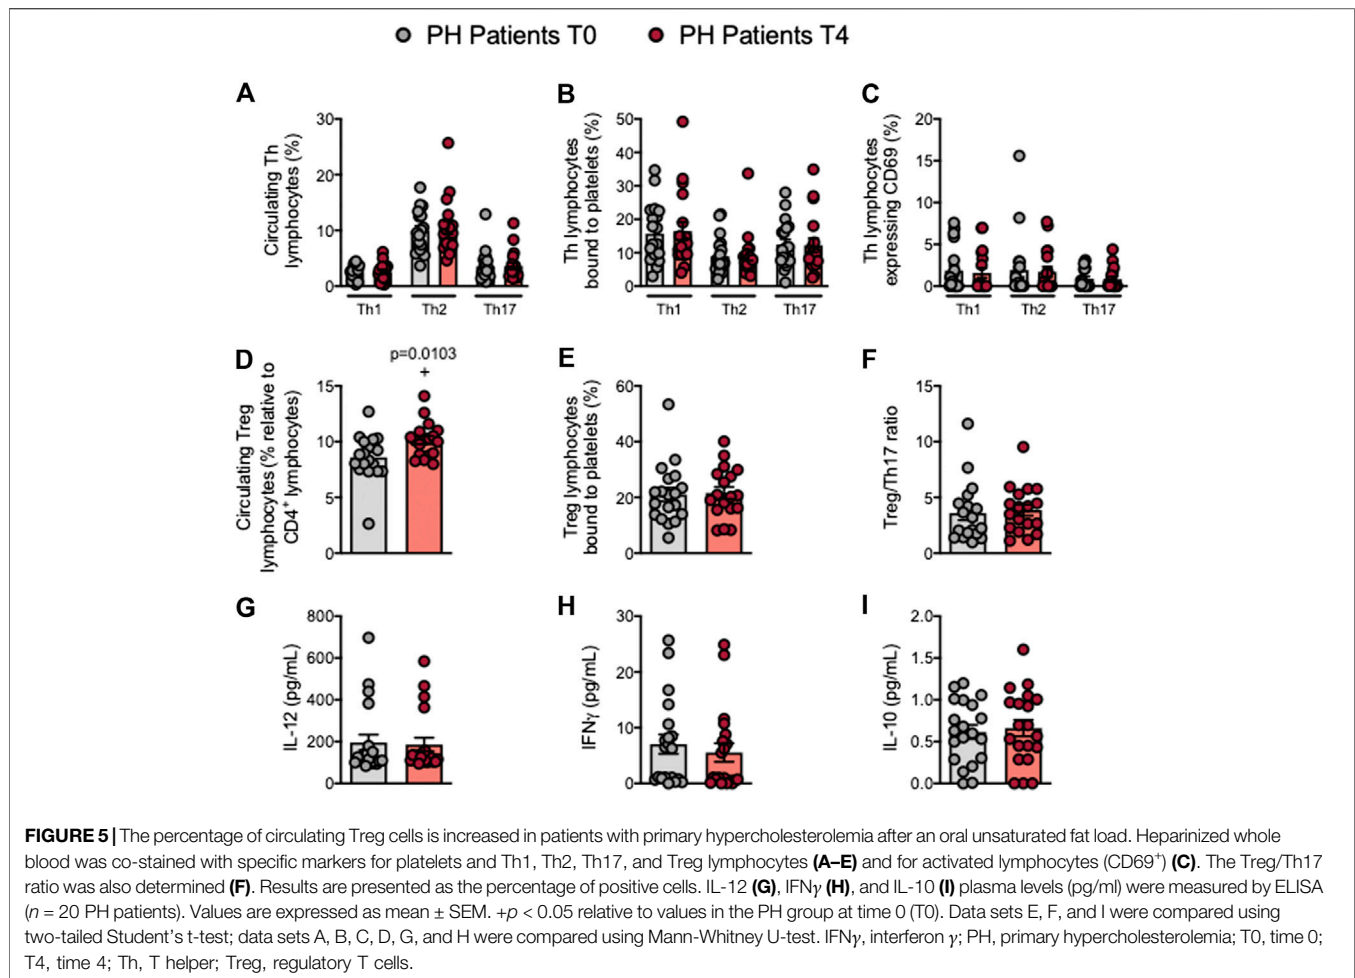 PH Patients T0 PH Patients T4
A
Circulating Th
lymphocytes (%)
30
20
10
0
Th1 Th2 Th17
B
Th lymphocytes
bound to platelets (%)
50
40
30
20
10
0
Th1 Th2 Th17
C
Th lymphocytes
expressing CD69 (%)
20
15
10
5
0
Th1 Th2 Th17
D
Circulating Treg
lymphocytes (% relative to
CD4⁺ lymphocytes)
p=0.0103
+
15
10
5
0
E
Treg lymphocytes
bound to platelets (%)
60
40
20
0
F
Treg/Th17 ratio
15
10
5
0
G
IL-12 (pg/mL)
800
600
400
200
0
H
IFNγ (pg/mL)
30
20
10
0
I
IL-10 (pg/mL)
2.0
1.5
1.0
0.5
0.0
FIGURE 5 | The percentage of circulating Treg cells is increased in patients with primary hypercholesterolemia after an oral unsaturated fat load. Heparinized whole
blood was co-stained with specific markers for platelets and Th1, Th2, Th17, and Treg lymphocytes (A–E) and for activated lymphocytes (CD69⁺) (C). The Treg/Th17
ratio was also determined (F). Results are presented as the percentage of positive cells. IL-12 (G), IFNγ (H), and IL-10 (I) plasma levels (pg/ml) were measured by ELISA
(n = 20 PH patients). Values are expressed as mean ± SEM. +p < 0.05 relative to values in the PH group at time 0 (T0). Data sets E, F, and I were compared using
two-tailed Student’s t-test; data sets A, B, C, D, G, and H were compared using Mann-Whitney U-test. IFNγ, interferon γ; PH, primary hypercholesterolemia; T0, time 0;
T4, time 4; Th, T helper; Treg, regulatory T cells.